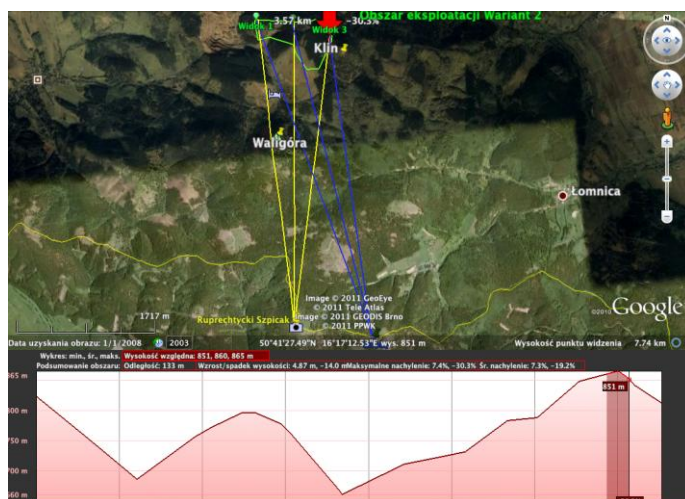 Obszar eksploatacji Wariant 2
3.57 km -30.3%
Widok 1
Widok 3
Klin
N
Waligóra
Łomnica
Image © 2011 GeoEye
© 2011 Tele Atlas
Image © 2011 GEODIS Brno
© 2011 PPWK
1717 m
Ruprechtycki Szpicak
©2010 Google
Data uzyskania obrazu: 1/1/2008 2003 50°41'27.49"N 16°17'12.53"E wys. 851 m Wysokość punktu widzenia 7.74 km
Wykres: min., śr., maks. Wysokość względna: 851, 860, 865 m
Podsumowanie obszaru: Odległość: 133 m Wzrost/spadek wysokości: 4.87 m, -14.0 m Maksymalne nachylenie: 7.4%, -30.3% Śr. nachylenie: 7.3%, -19.2%
865 m
851 m
800 m
750 m
700 m
660 m